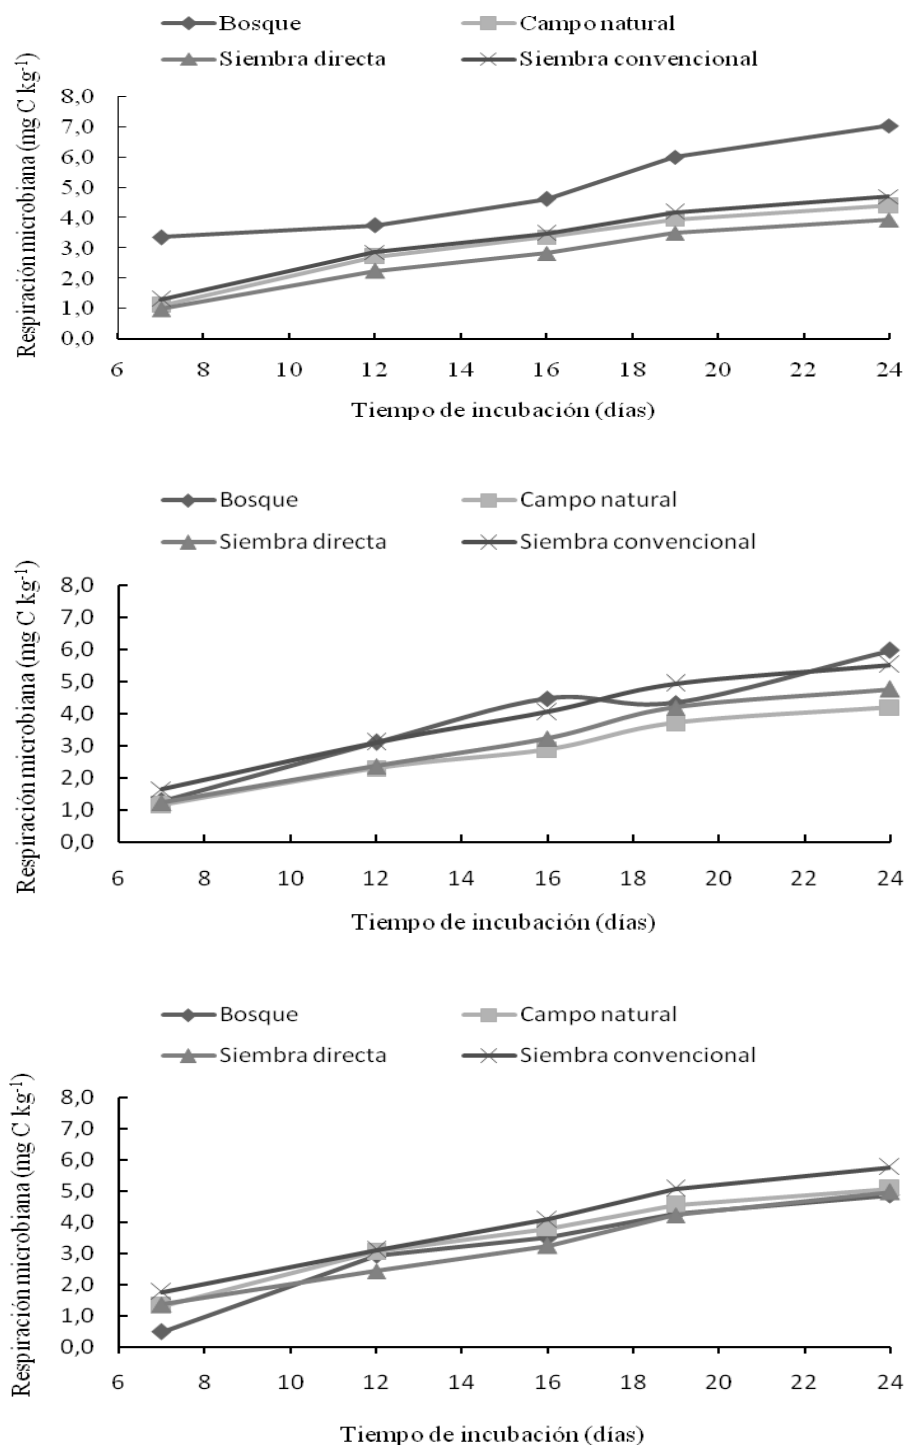 Bosque Campo natural
Siembra directa Siembra convencional
Respiración microbiana (mg C kg-1)
8,0
7,0
6,0
5,0
4,0
3,0
2,0
1,0
0,0
6 8 10 12 14 16 18 20 22 24
Tiempo de incubación (días)
Bosque Campo natural
Siembra directa Siembra convencional
Respiración microbiana (mg C kg-1)
8,0
7,0
6,0
5,0
4,0
3,0
2,0
1,0
0,0
6 8 10 12 14 16 18 20 22 24
Tiempo de incubación (días)
Bosque Campo natural
Siembra directa Siembra convencional
Respiración microbiana (mg C kg-1)
8,0
7,0
6,0
5,0
4,0
3,0
2,0
1,0
0,0
6 8 10 12 14 16 18 20 22 24
Tiempo de incubación (días)